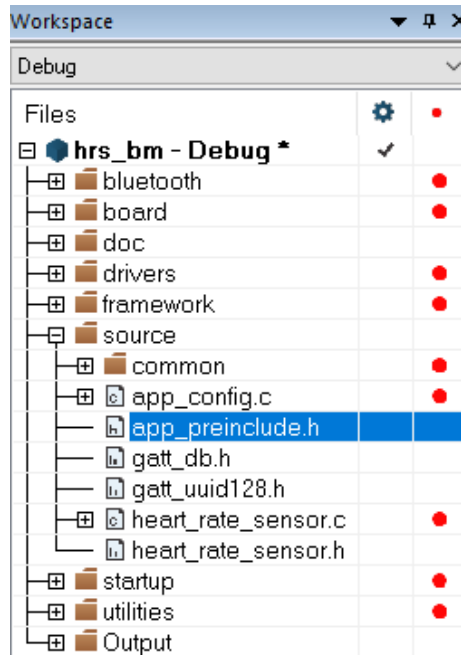 Workspace
Debug
Files
hrs_bm - Debug *
bluetooth
board
doc
drivers
framework
source
common
app_config.c
app_preinclude.h
gatt_db.h
gatt_uuid128.h
heart_rate_sensor.c
heart_rate_sensor.h
startup
utilities
Output